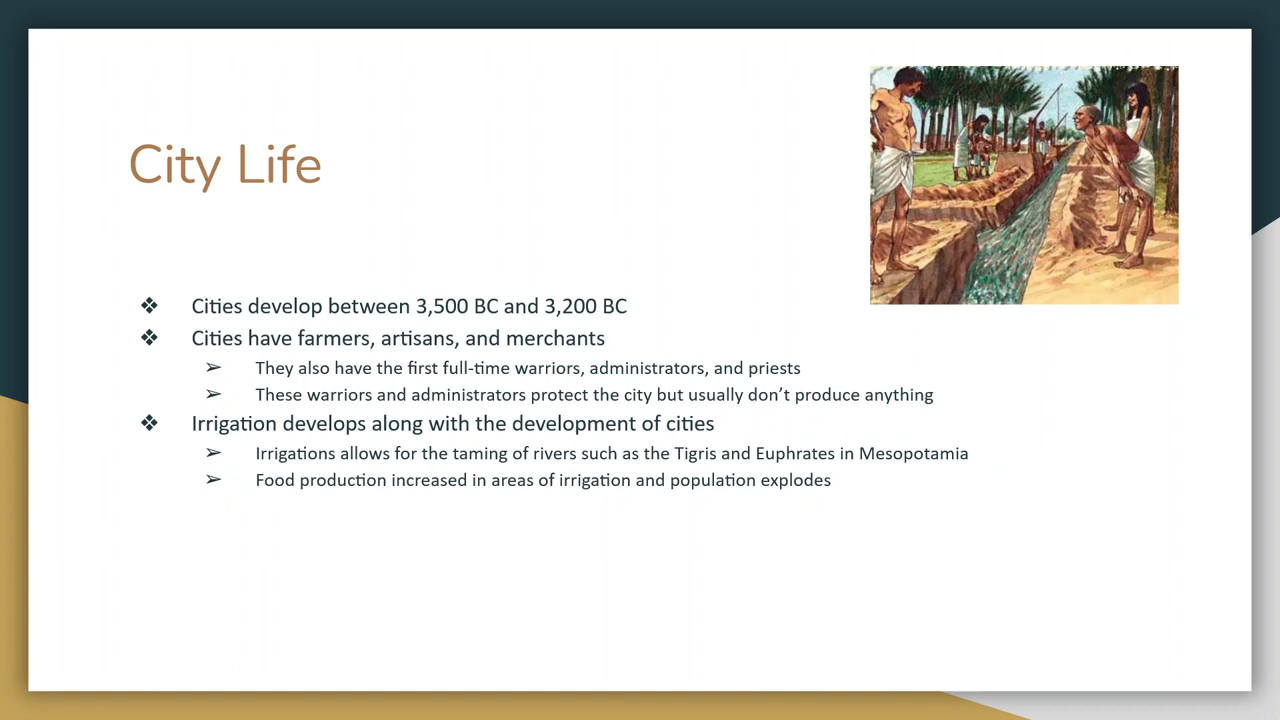 City Life
❖ Cities develop between 3,500 BC and 3,200 BC
❖ Cities have farmers, artisans, and merchants
➢ They also have the first full-time warriors, administrators, and priests
➢ These warriors and administrators protect the city but usually don’t produce anything
❖ Irrigation develops along with the development of cities
➢ Irrigations allows for the taming of rivers such as the Tigris and Euphrates in Mesopotamia
➢ Food production increased in areas of irrigation and population explodes